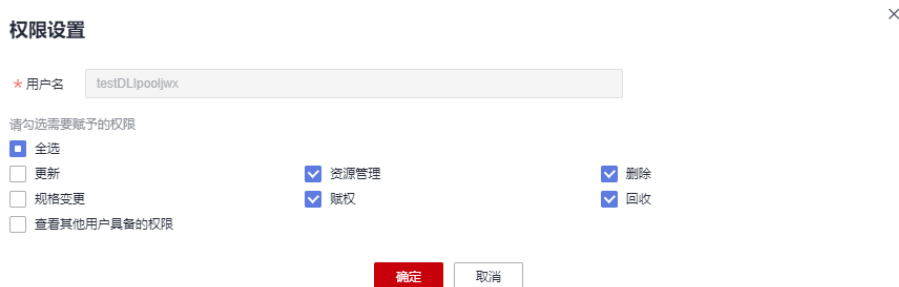 权限设置
* 用户名 testDLIpooljwx
请勾选需要赋予的权限
全选
更新 资源管理 删除
规格变更 赋权 回收
查看其他用户具备的权限
确定 取消